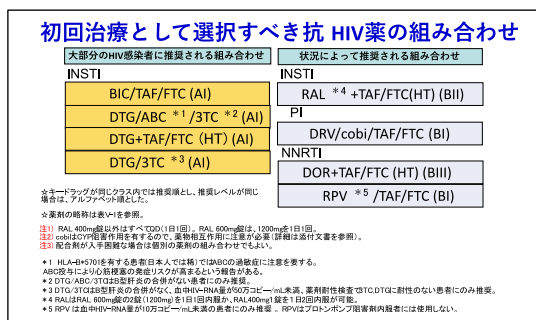 初回治療として選択すべき抗 HIV薬の組み合わせ
大部分のHIV感染者に推奨される組み合わせ
INSTI
BIC/TAF/FTC (AI)
DTG/ABC *1 /3TC *2 (AI)
DTG+TAF/FTC (HT) (AI)
DTG/3TC *3 (AI)
状況によって推奨される組み合わせ
INSTI
RAL *4 +TAF/FTC(HT) (BII)
PI
DRV/cobi/TAF/FTC (BI)
NNRTI
DOR+TAF/FTC (HT) (BIII)
RPV *5 /TAF/FTC (BI)
☆キードラッグが同じクラス内では推奨順とし、推奨レベルが同じ
場合は、アルファベット順とした。
☆薬剤の略称は表V-1を参照。
注1) RAL 400mg錠以外はすべてQD(1日1回)。RAL 600mg錠は、1200mgを1日1回。
注2) cobiはCYP阻害作用を有するので、薬物相互作用に注意が必要(詳細は添付文書を参照)。
注3) 配合剤が入手困難な場合は個別の薬剤の組み合わせでもよい。
*1 HLA-B*5701を有する患者(日本人では稀)ではABCの過敏症に注意を要する。
ABC投与により心筋梗塞の発症リスクが高まるという報告がある。
*2 DTG/ABC/3TはB型肝炎の合併がない患者にのみ推奨。
*3 DTG/3TCはB型肝炎の合併がなく、血中HIV-RNA量が50万コピー/mL未満、薬剤耐性検査で3TC,DTGに耐性のない患者にのみ推奨。
*4 RALはRAL 600mg錠の2錠(1200mg)を1日1回内服か、RAL400mg1錠を1日2回内服が可能。
*5 RPVは血中HIV-RNA量が10万コピー/mL未満の患者にのみ推奨 。RPVはプロトンポンプ阻害剤内服者には使用しない。